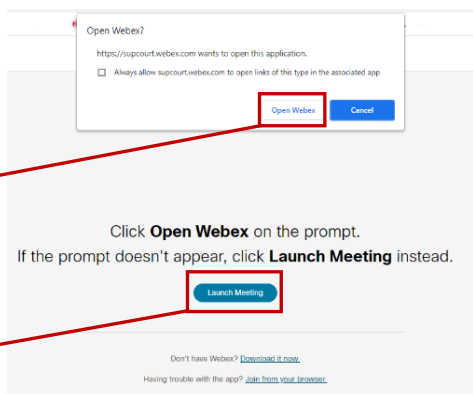 Open Webex?
https://supcourt.webex.com wants to open this application.
Always allow supcourt.webex.com to open links of this type in the associated app
Open Webex
Cancel
Click Open Webex on the prompt.
If the prompt doesn't appear, click Launch Meeting instead.
Launch Meeting
Don't have Webex? Download it now.
Having trouble with the app? Join from your browser.